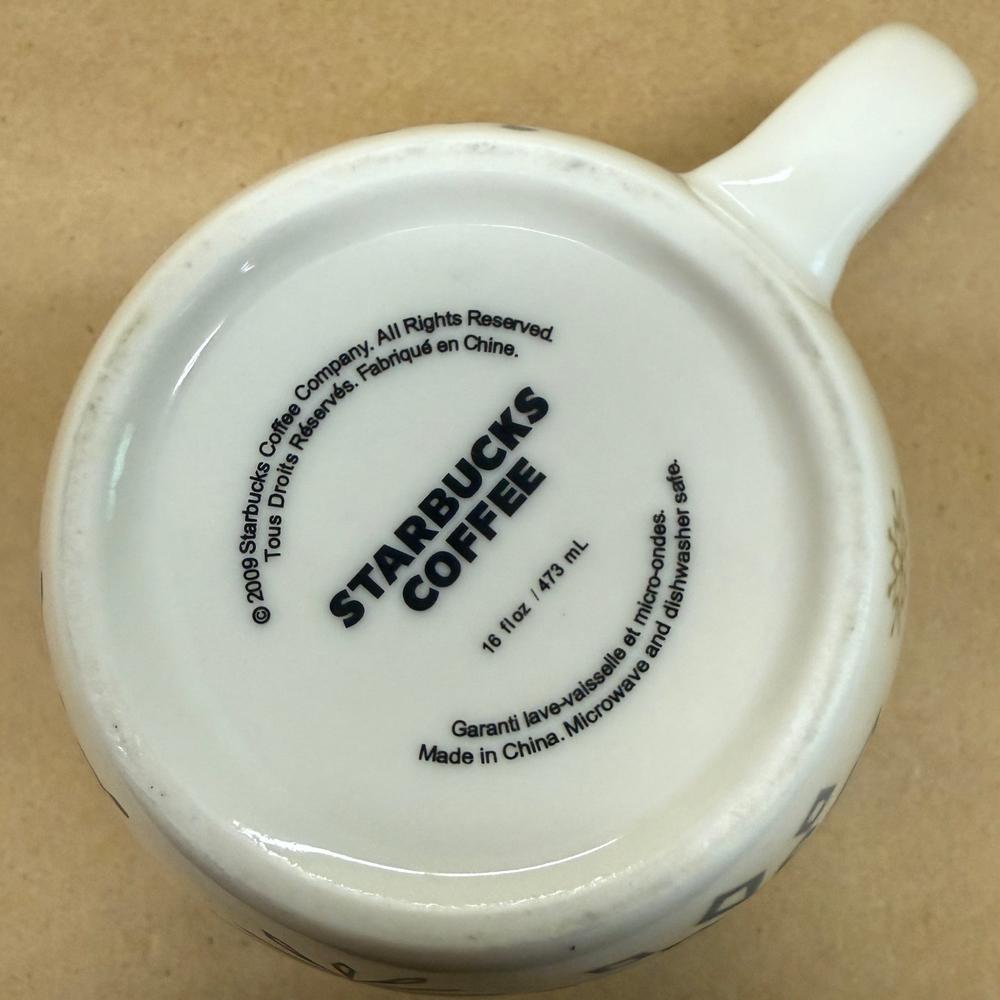 © 2009 Starbucks Coffee Company. All Rights Reserved.
Tous Droits Réservés. Fabriqué en Chine.
STARBUCKS
COFFEE
16 fl oz / 473 mL
Garanti lave-vaisselle et micro-ondes.
Made in China. Microwave and dishwasher safe.